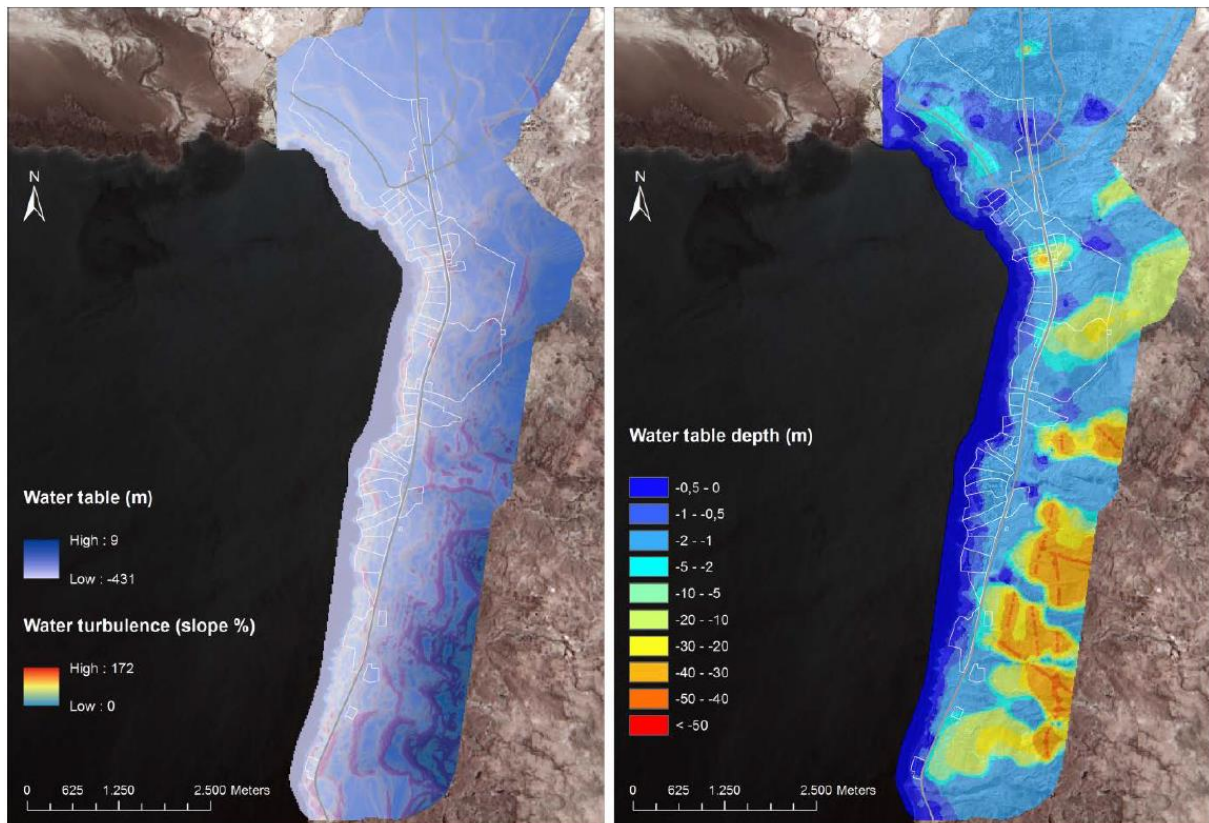 N
Water table (m)
High : 9
Low : -431
Water turbulence (slope %)
High : 172
Low : 0
0 625 1.250 2.500 Meters
N
Water table depth (m)
-0,5 - 0
-1 - -0,5
-2 - -1
-5 - -2
-10 - -5
-20 - -10
-30 - -20
-40 - -30
-50 - -40
< -50
0 625 1.250 2.500 Meters